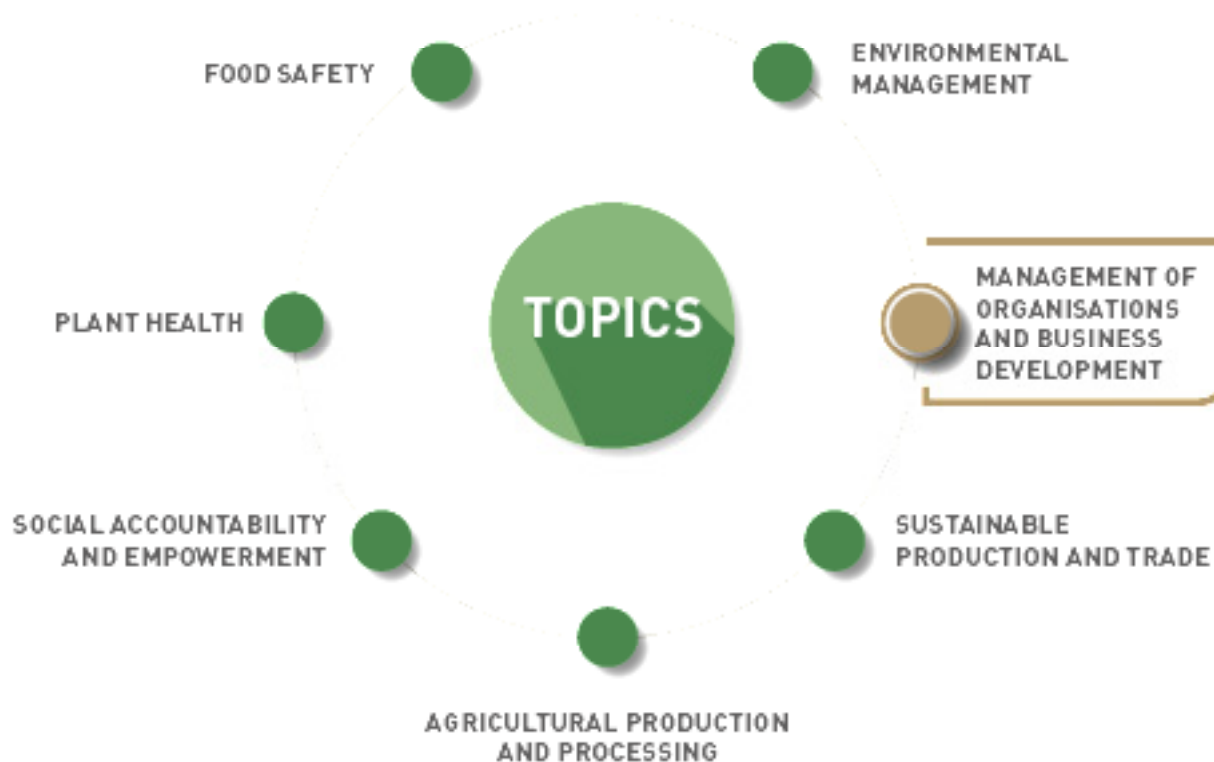 FOOD SAFETY
ENVIRONMENTAL
MANAGEMENT
TOPICS
MANAGEMENT OF
ORGANISATIONS
AND BUSINESS
DEVELOPMENT
PLANT HEALTH
SOCIAL ACCOUNTABILITY
AND EMPOWERMENT
SUSTAINABLE
PRODUCTION AND TRADE
AGRICULTURAL PRODUCTION
AND PROCESSING